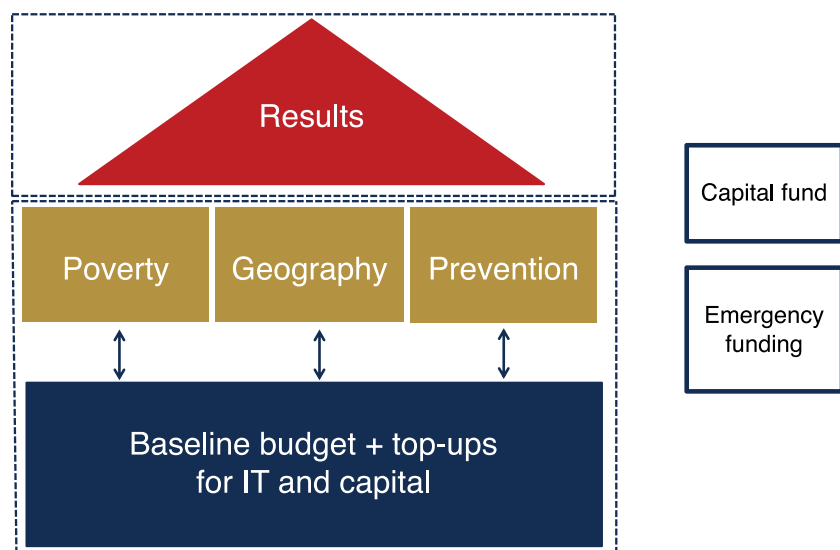 Results
Poverty
Geography
Prevention
Baseline budget + top-ups
for IT and capital
Capital fund
Emergency
funding